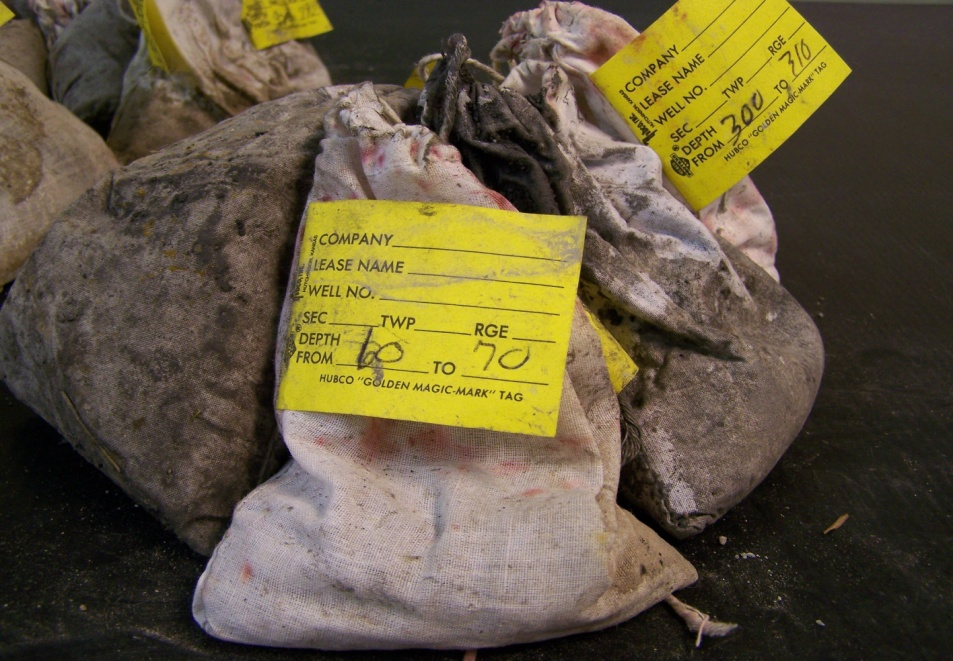 COMPANY
LEASE NAME
WELL NO.
SEC TWP RGE
DEPTH
FROM 300 TO 310
HUBCO "GOLDEN MAGIC-MARK" TAG
COMPANY
LEASE NAME
WELL NO.
SEC TWP RGE
DEPTH
FROM 60 TO 70
HUBCO "GOLDEN MAGIC-MARK" TAG